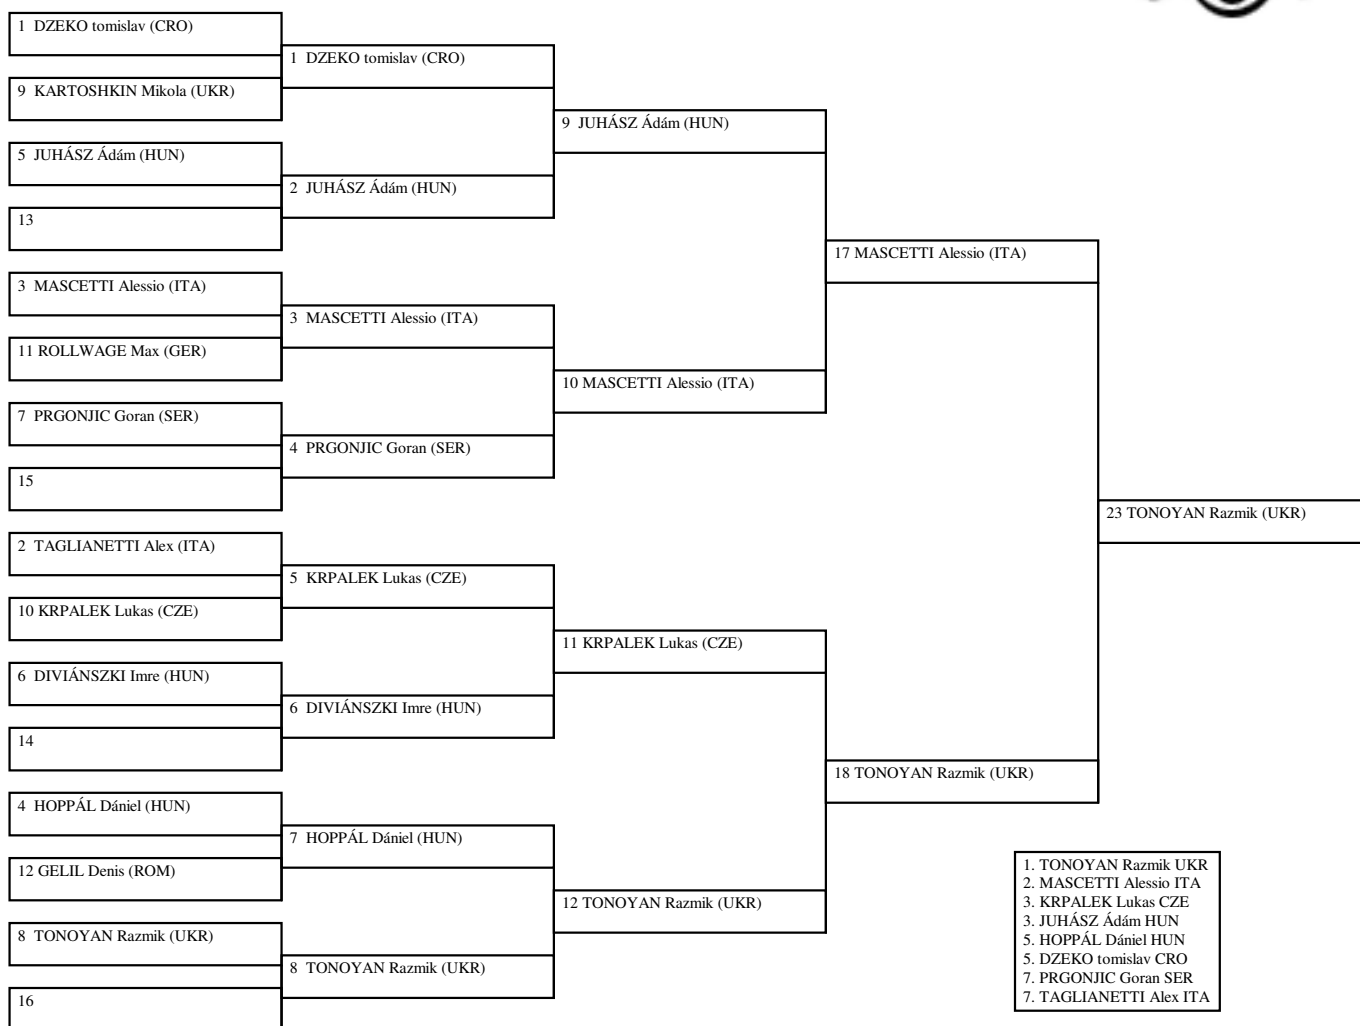 1 DZEKO tomislav (CRO)
9 KARTOSHKIN Mikola (UKR)
5 JUHÁSZ Ádám (HUN)
13
3 MASCETTI Alessio (ITA)
11 ROLLWAGE Max (GER)
7 PRGONJIC Goran (SER)
15
2 TAGLIANETTI Alex (ITA)
10 KRPALEK Lukas (CZE)
6 DIVIÁNSZKI Imre (HUN)
14
4 HOPPÁL Dániel (HUN)
12 GELIL Denis (ROM)
8 TONOYAN Razmik (UKR)
16
1 DZEKO tomislav (CRO)
2 JUHÁSZ Ádám (HUN)
3 MASCETTI Alessio (ITA)
4 PRGONJIC Goran (SER)
5 KRPALEK Lukas (CZE)
6 DIVIÁNSZKI Imre (HUN)
7 HOPPÁL Dániel (HUN)
8 TONOYAN Razmik (UKR)
9 JUHÁSZ Ádám (HUN)
10 MASCETTI Alessio (ITA)
11 KRPALEK Lukas (CZE)
12 TONOYAN Razmik (UKR)
17 MASCETTI Alessio (ITA)
18 TONOYAN Razmik (UKR)
23 TONOYAN Razmik (UKR)
1. TONOYAN Razmik UKR
2. MASCETTI Alessio ITA
3. KRPALEK Lukas CZE
3. JUHÁSZ Ádám HUN
5. HOPPÁL Dániel HUN
5. DZEKO tomislav CRO
7. PRGONJIC Goran SER
7. TAGLIANETTI Alex ITA